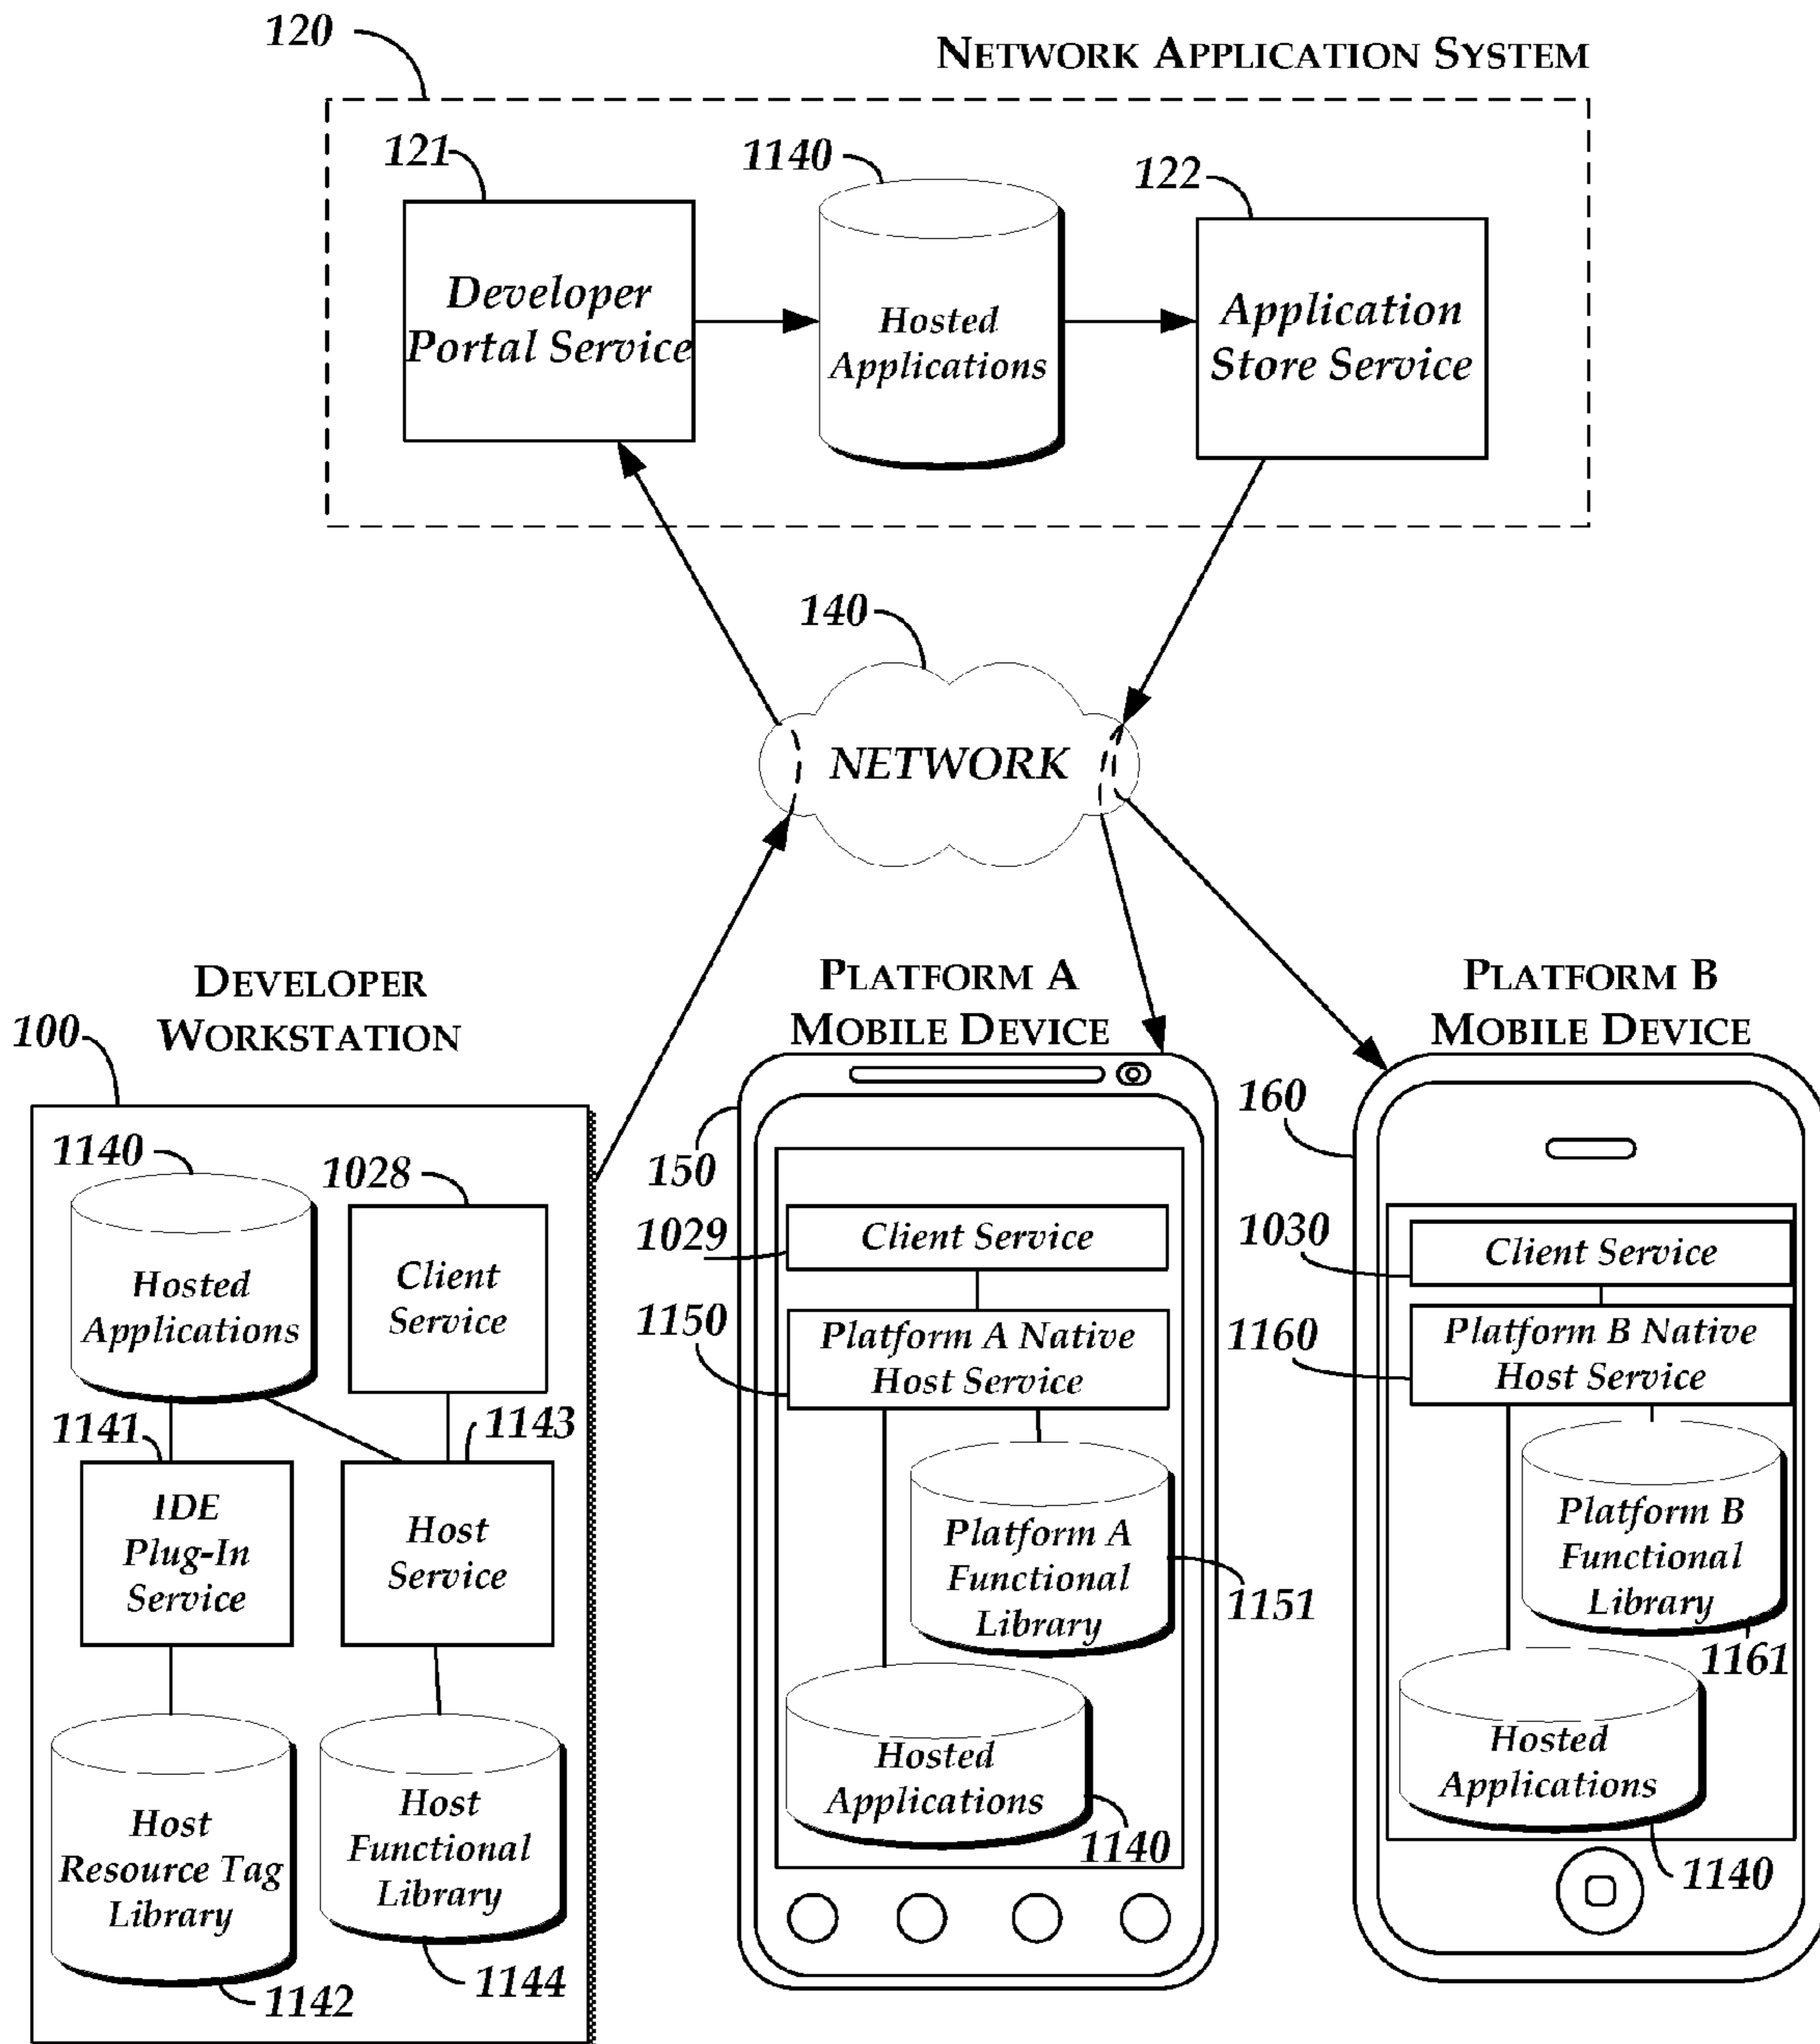 120
NETWORK APPLICATION SYSTEM
121
1140
122
Developer
Portal Service
Hosted
Applications
Application
Store Service
140
NETWORK
DEVELOPER
WORKSTATION
100
1140
1028
Hosted
Applications
Client
Service
1141
1143
IDE
Plug-In
Service
Host
Service
Host
Resource Tag
Library
Host
Functional
Library
1142
1144
PLATFORM A
MOBILE DEVICE
150
1029
Client Service
1150
Platform A Native
Host Service
Platform A
Functional
Library
1151
Hosted
Applications
1140
PLATFORM B
MOBILE DEVICE
160
1030
Client Service
1160
Platform B Native
Host Service
Platform B
Functional
Library
1161
Hosted
Applications
1140